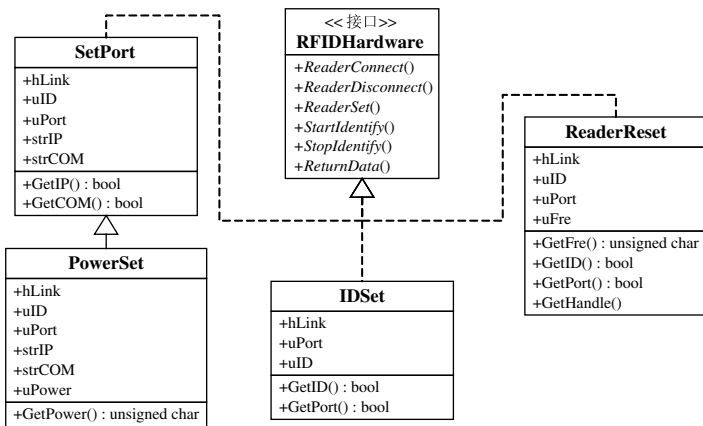 << 接口>>
RFIDHardware
+ReaderConnect()
+ReaderDisconnect()
+ReaderSet()
+StartIdentify()
+StopIdentify()
+ReturnData()
SetPort
+hLink
+uID
+uPort
+strIP
+strCOM
+GetIP() : bool
+GetCOM() : bool
ReaderReset
+hLink
+uID
+uPort
+uFre
+GetFre() : unsigned char
+GetID() : bool
+GetPort() : bool
+GetHandle()
PowerSet
+hLink
+uID
+uPort
+strIP
+strCOM
+uPower
+GetPower() : unsigned char
IDSet
+hLink
+uPort
+uID
+GetID() : bool
+GetPort() : bool